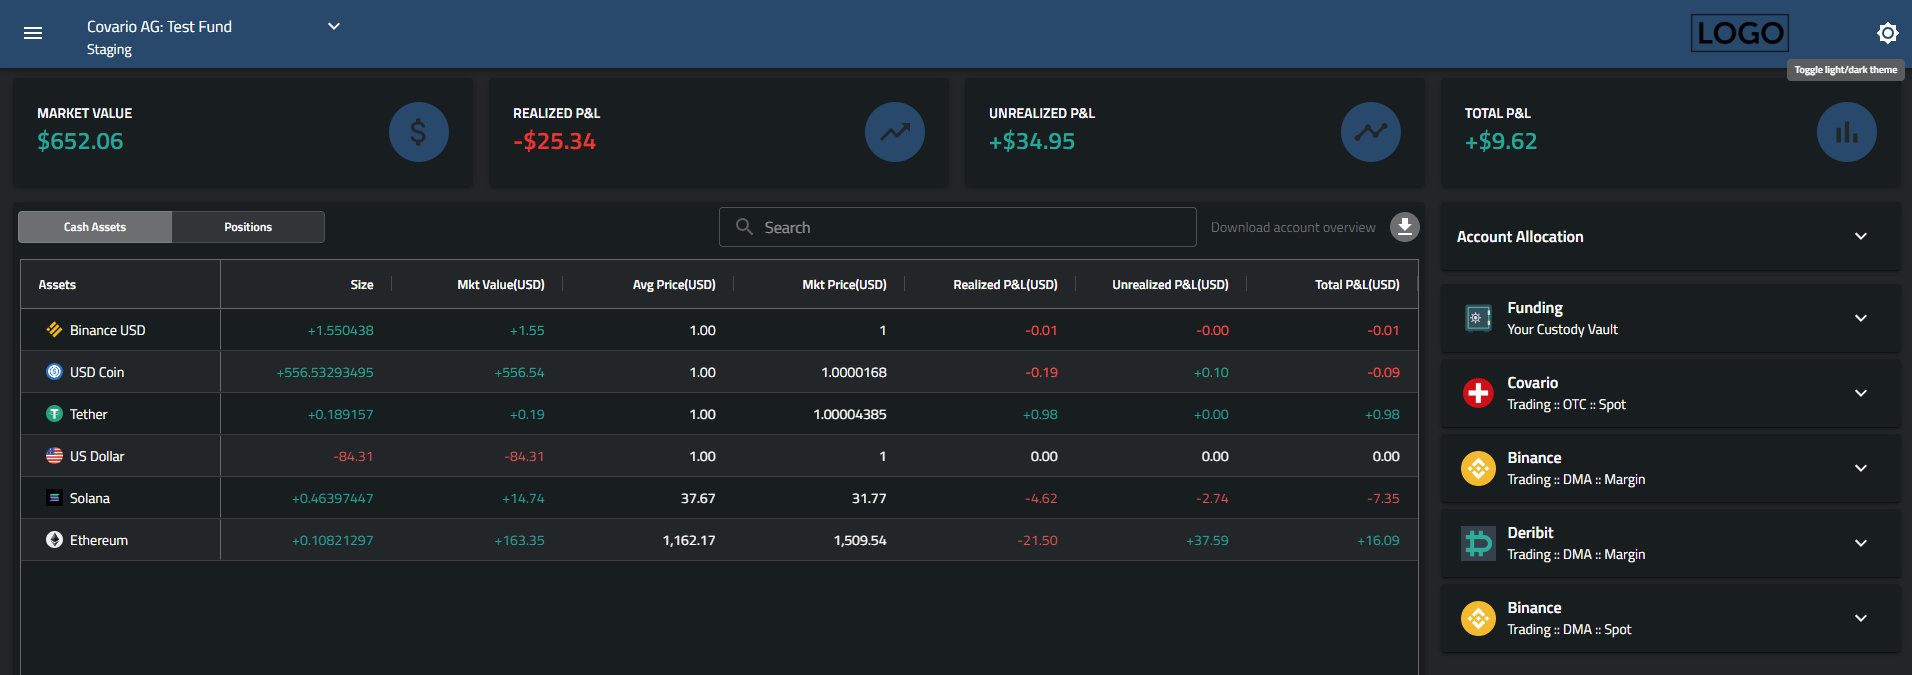 Covario AG: Test Fund
Staging
LOGO
Toggle light/dark theme
MARKET VALUE
$652.06
REALIZED P&L
-$25.34
UNREALIZED P&L
+$34.95
TOTAL P&L
+$9.62
Cash Assets Positions Search Download account overview
Assets Size Mkt Value(USD) Avg Price(USD) Mkt Price(USD) Realized P&L(USD) Unrealized P&L(USD) Total P&L(USD)
Binance USD +1.550438 +1.55 1.00 1 -0.01 -0.00 -0.01
USD Coin +556.53293495 +556.54 1.00 1.0000168 -0.19 +0.10 -0.09
Tether +0.189157 +0.19 1.00 1.00004385 +0.98 +0.00 +0.98
US Dollar -84.31 -84.31 1.00 1 0.00 0.00 0.00
Solana +0.46397447 +14.74 37.67 31.77 -4.62 -2.74 -7.35
Ethereum +0.10821297 +163.35 1,162.17 1,509.54 -21.50 +37.59 +16.09
Account Allocation
Funding
Your Custody Vault
Covario
Trading :: OTC :: Spot
Binance
Trading :: DMA :: Margin
Deribit
Trading :: DMA :: Margin
Binance
Trading :: DMA :: Spot